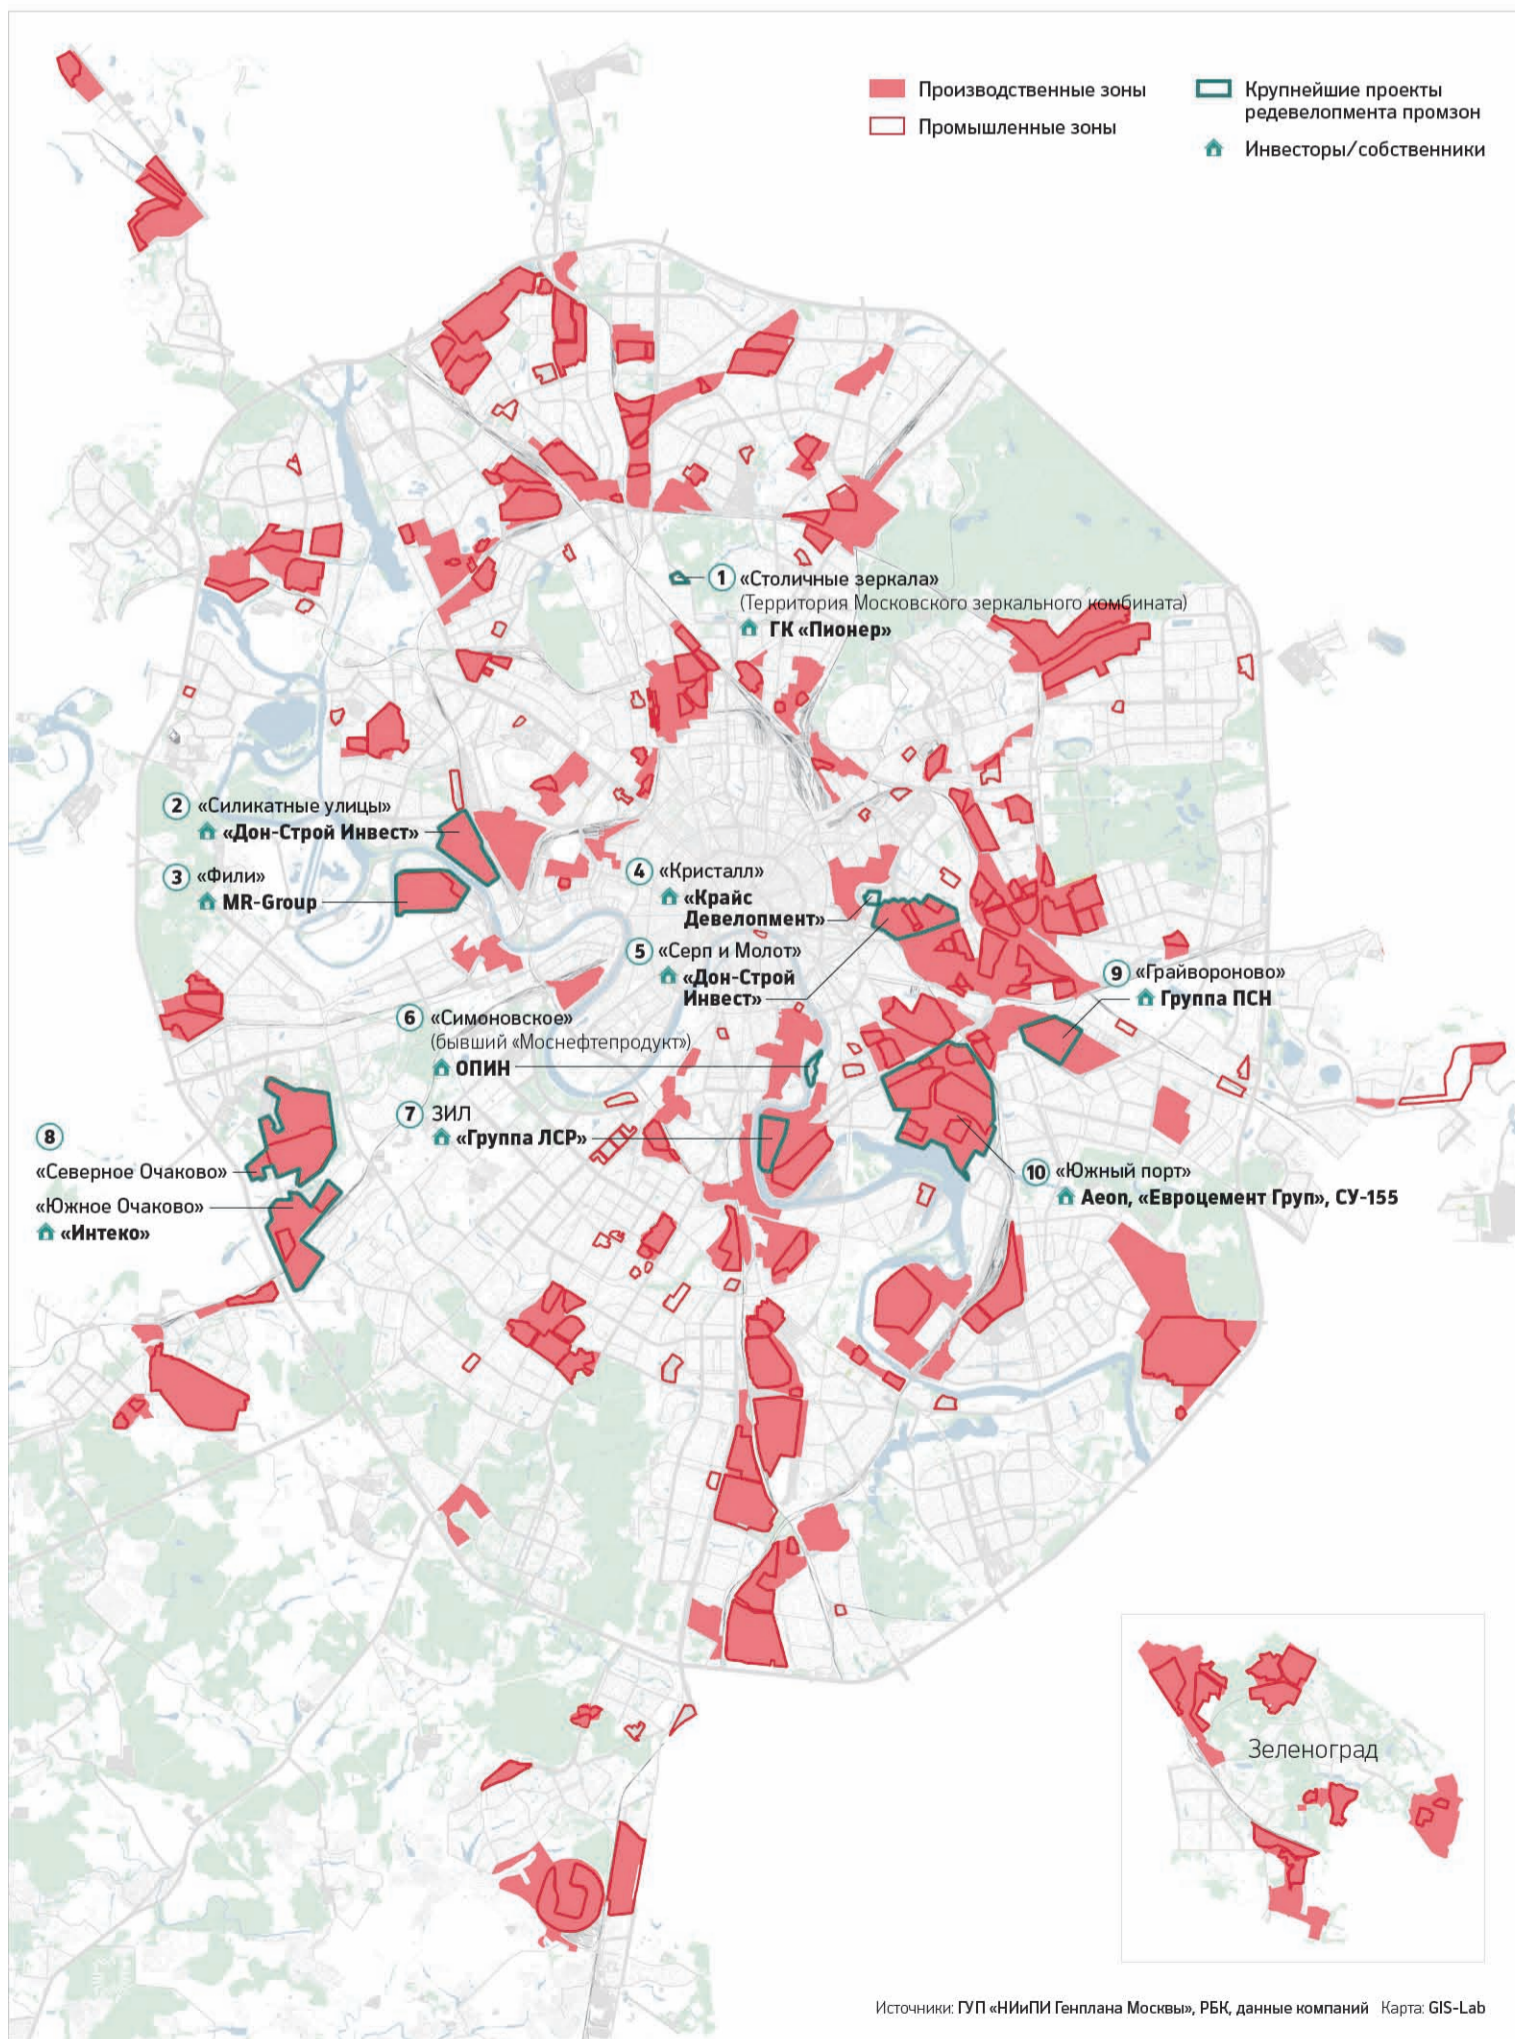 Производственные зоны
Промышленные зоны
Крупнейшие проекты
редевелопмента промзон
Инвесторы/собственники
1 «Столичные зеркала»
(Территория Московского зеркального комбината)
ГК «Пионер»
2 «Силикатные улицы»
«Дон-Строй Инвест»
3 «Фили»
MR-Group
4 «Кристалл»
«Крайс
Девелопмент»
5 «Серп и Молот»
«Дон-Строй
Инвест»
6 «Симоновское»
(бывший «Моснефтепродукт»)
ОПИН
7 ЗИЛ
«Группа ЛСР»
8
«Северное Очаково»
«Южное Очаково»
«Интеко»
9 «Грайвороново»
Группа ПСН
10 «Южный порт»
Aeon, «Евроцемент Груп», СУ-155
Зеленоград
Источники: ГУП «НИиПИ Генплана Москвы», РБК, данные компаний Карта: GIS-Lab